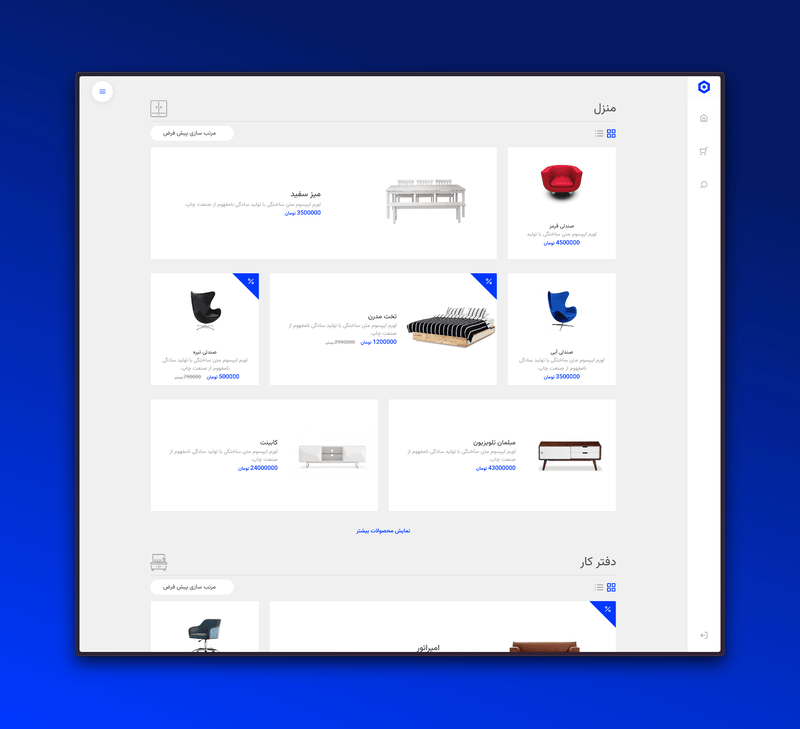 منزل
مرتب سازی پیش فرض
صندلی قرمز
لورم ایپسوم متن ساختگی با تولید
4500000 تومان
میز سفید
لورم ایپسوم متن ساختگی با تولید سادگی نامفهوم از صنعت چاپ.
3500000 تومان
صندلی آبی
لورم ایپسوم متن ساختگی با تولید سادگی
نامفهوم از صنعت چاپ.
3500000 تومان
%
تخت مدرن
لورم ایپسوم متن ساختگی با تولید سادگی نامفهوم از
صنعت چاپ.
2990000 تومان 1200000 تومان
%
صندلی تیره
لورم ایپسوم متن ساختگی با تولید سادگی
نامفهوم از صنعت چاپ.
790000 تومان 500000 تومان
مبلمان تلویزیون
لورم ایپسوم متن ساختگی با تولید سادگی نامفهوم از
صنعت چاپ.
43000000 تومان
کابینت
لورم ایپسوم متن ساختگی با تولید سادگی نامفهوم از
صنعت چاپ.
24000000 تومان
نمایش محصولات بیشتر
دفتر کار
مرتب سازی پیش فرض
%
امپراتور